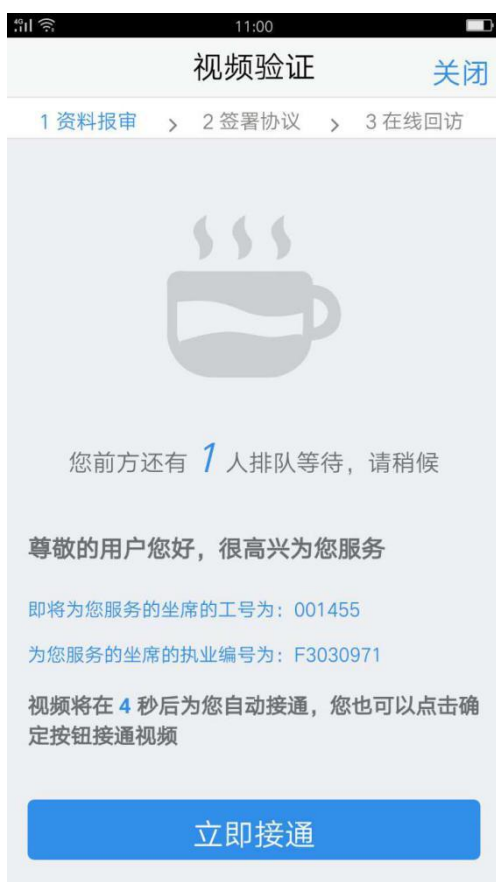 4G 11:00
视频验证 关闭
1 资料报审 > 2 签署协议 > 3 在线回访
您前方还有 1 人排队等待，请稍候
尊敬的用户您好，很高兴为您服务
即将为您服务的坐席的工号为：001455
为您服务的坐席的执业编号为：F3030971
视频将在 4 秒后为您自动接通，您也可以点击确
定按钮接通视频
立即接通